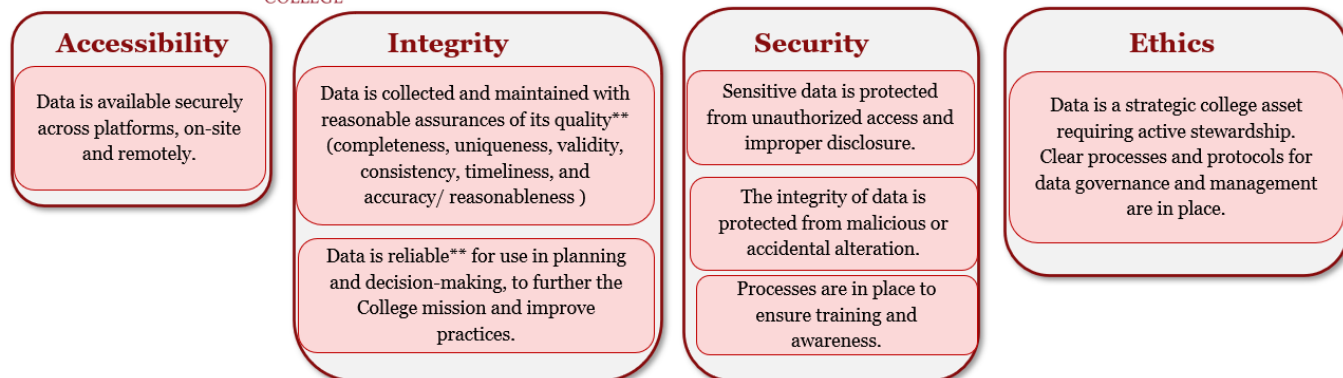 COLLEGE
Accessibility
Data is available securely
across platforms, on-site
and remotely.
Integrity
Data is collected and maintained with
reasonable assurances of its quality**
(completeness, uniqueness, validity,
consistency, timeliness, and
accuracy/ reasonableness )
Data is reliable** for use in planning
and decision-making, to further the
College mission and improve
practices.
Security
Sensitive data is protected
from unauthorized access and
improper disclosure.
The integrity of data is
protected from malicious or
accidental alteration.
Processes are in place to
ensure training and
awareness.
Ethics
Data is a strategic college asset
requiring active stewardship.
Clear processes and protocols for
data governance and management
are in place.